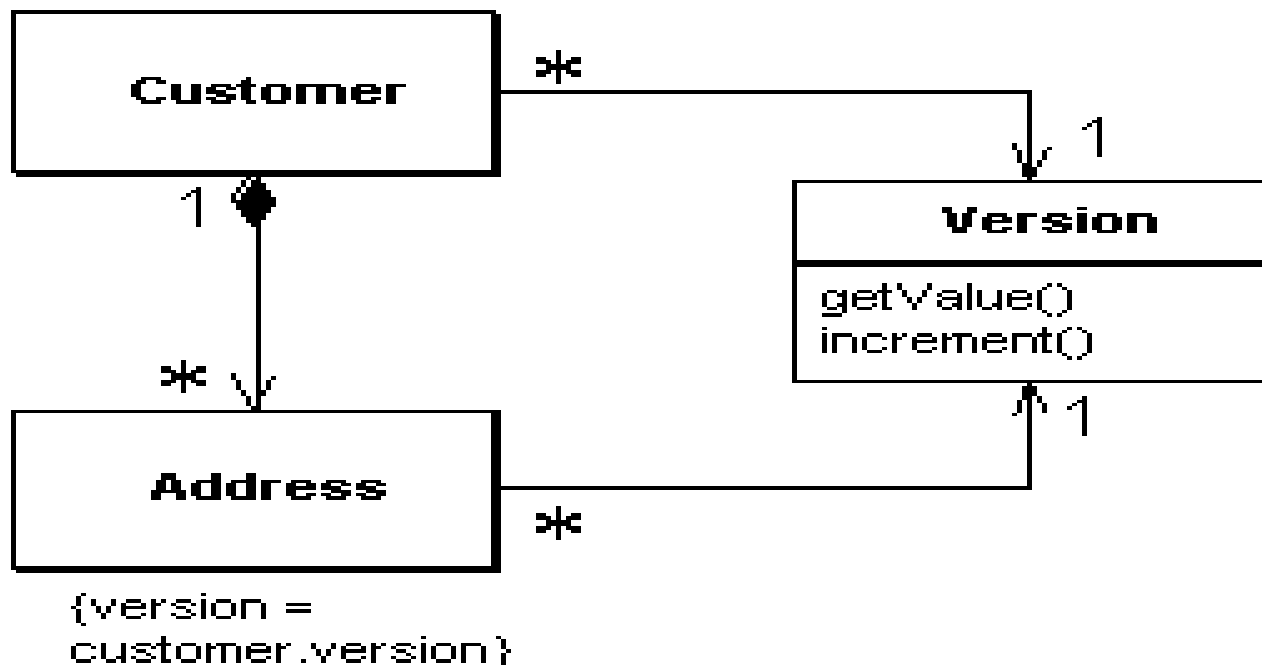 Customer
*
1
1
Version
getValue()
increment()
*
1
Address
*
{version =
customer.version}